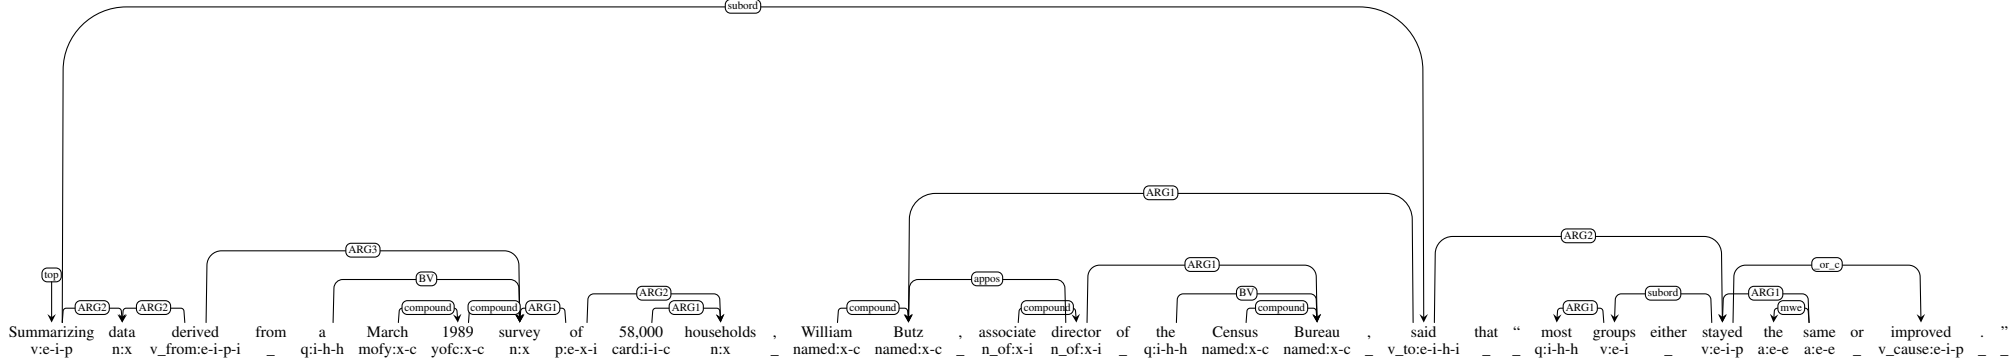 subord
ARG1
ARG2
ARG3
ARG1 _or_c
top BV appos BV
ARG2 subord
ARG2 ARG2 compound compound ARG1 ARG1 compound compound compound ARG1 ARG1 mwe
Summarizing data derived from a March 1989 survey of 58,000 households , William Butz , associate director of the Census Bureau , said that “ most groups either stayed the same or improved . ”
v:e-i-p n:x v_from:e-i-p-i _ q:i-h-h mofy:x-c yofc:x-c n:x p:e-x-i card:i-i-c n:x _ named:x-c named:x-c _ n_of:x-i n_of:x-i _ q:i-h-h named:x-c named:x-c _ v_to:e-i-h-i _ _ q:i-h-h v:e-i _ v:e-i-p a:e-e a:e-e _ v_cause:e-i-p _ _